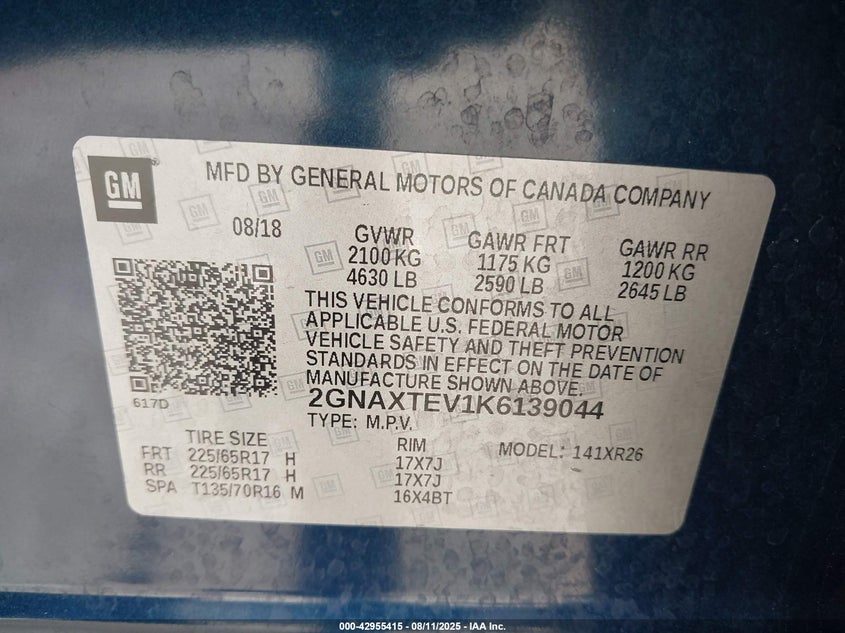 GM
MFD BY GENERAL MOTORS OF CANADA COMPANY
08/18
GVWR
2100 KG
4630 LB
GAWR FRT
1175 KG
2590 LB
GAWR RR
1200 KG
2645 LB
THIS VEHICLE CONFORMS TO ALL
APPLICABLE U.S. FEDERAL MOTOR
VEHICLE SAFETY AND THEFT PREVENTION
STANDARDS IN EFFECT ON THE DATE OF
MANUFACTURE SHOWN ABOVE.
2GNAXTEV1K6139044
TYPE: M.P.V.
617D
TIRE SIZE
FRT 225/65R17 H
RR 225/65R17 H
SPA T135/70R16 M
RIM
17X7J
17X7J
16X4BT
MODEL: 141XR26
000-42955415 - 08/11/2025 - IAA Inc.